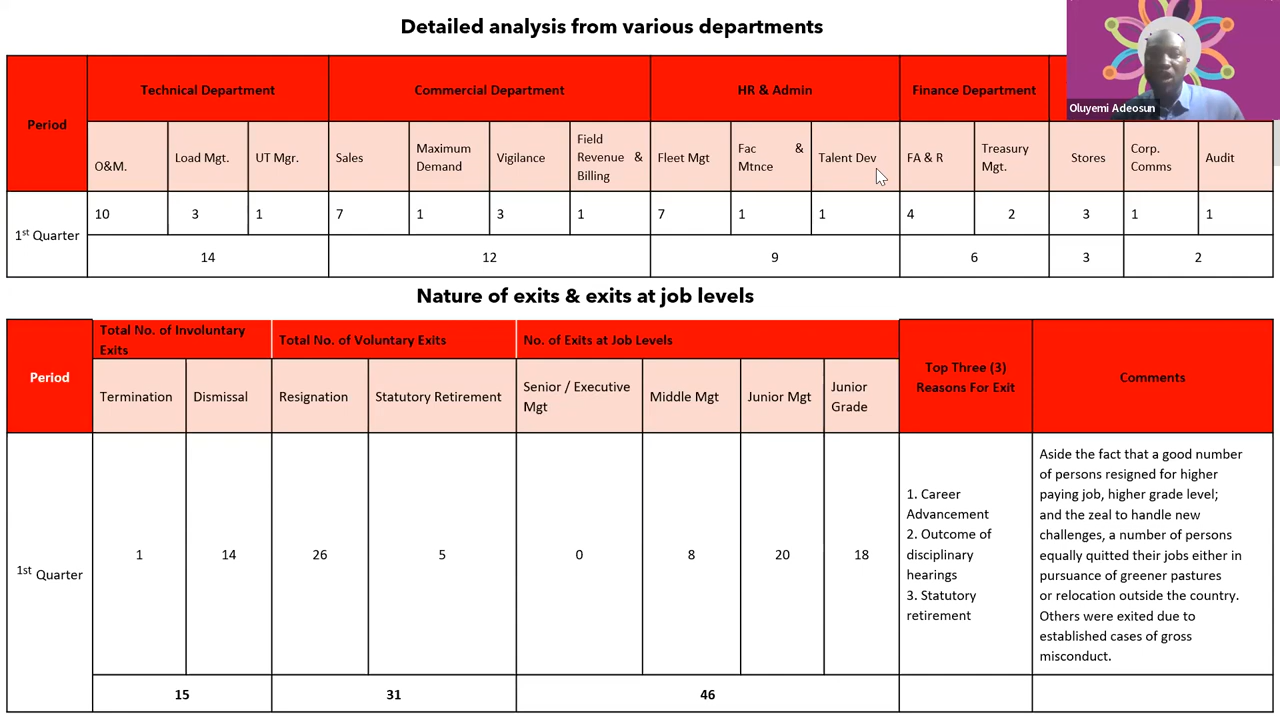 Detailed analysis from various departments
Oluyemi Adeosun
Period
Technical Department
Commercial Department
HR & Admin
Finance Department
O&M.
Load Mgt.
UT Mgr.
Sales
Maximum
Demand
Vigilance
Field
Revenue &
Billing
Fleet Mgt
Fac &
Mtnce
Talent Dev
FA & R
Treasury
Mgt.
Stores
Corp.
Comms
Audit
1st Quarter
10 3 1 7 1 3 1 7 1 1 4 2 3 1 1
14 12 9 6 3 2
Nature of exits & exits at job levels
Period
Total No. of Involuntary
Exits
Total No. of Voluntary Exits
No. of Exits at Job Levels
Top Three (3)
Reasons For Exit
Comments
Termination
Dismissal
Resignation
Statutory Retirement
Senior / Executive
Mgt
Middle Mgt
Junior Mgt
Junior
Grade
1st Quarter
1 14 26 5 0 8 20 18
1. Career
Advancement
2. Outcome of
disciplinary
hearings
3. Statutory
retirement
Aside the fact that a good number
of persons resigned for higher
paying job, higher grade level;
and the zeal to handle new
challenges, a number of persons
equally quitted their jobs either in
pursuance of greener pastures
or relocation outside the country.
Others were exited due to
established cases of gross
misconduct.
15 31 46